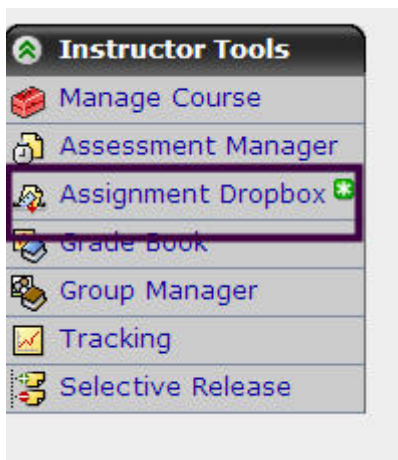 Instructor Tools
Manage Course
Assessment Manager
Assignment Dropbox
Grade Book
Group Manager
Tracking
Selective Release